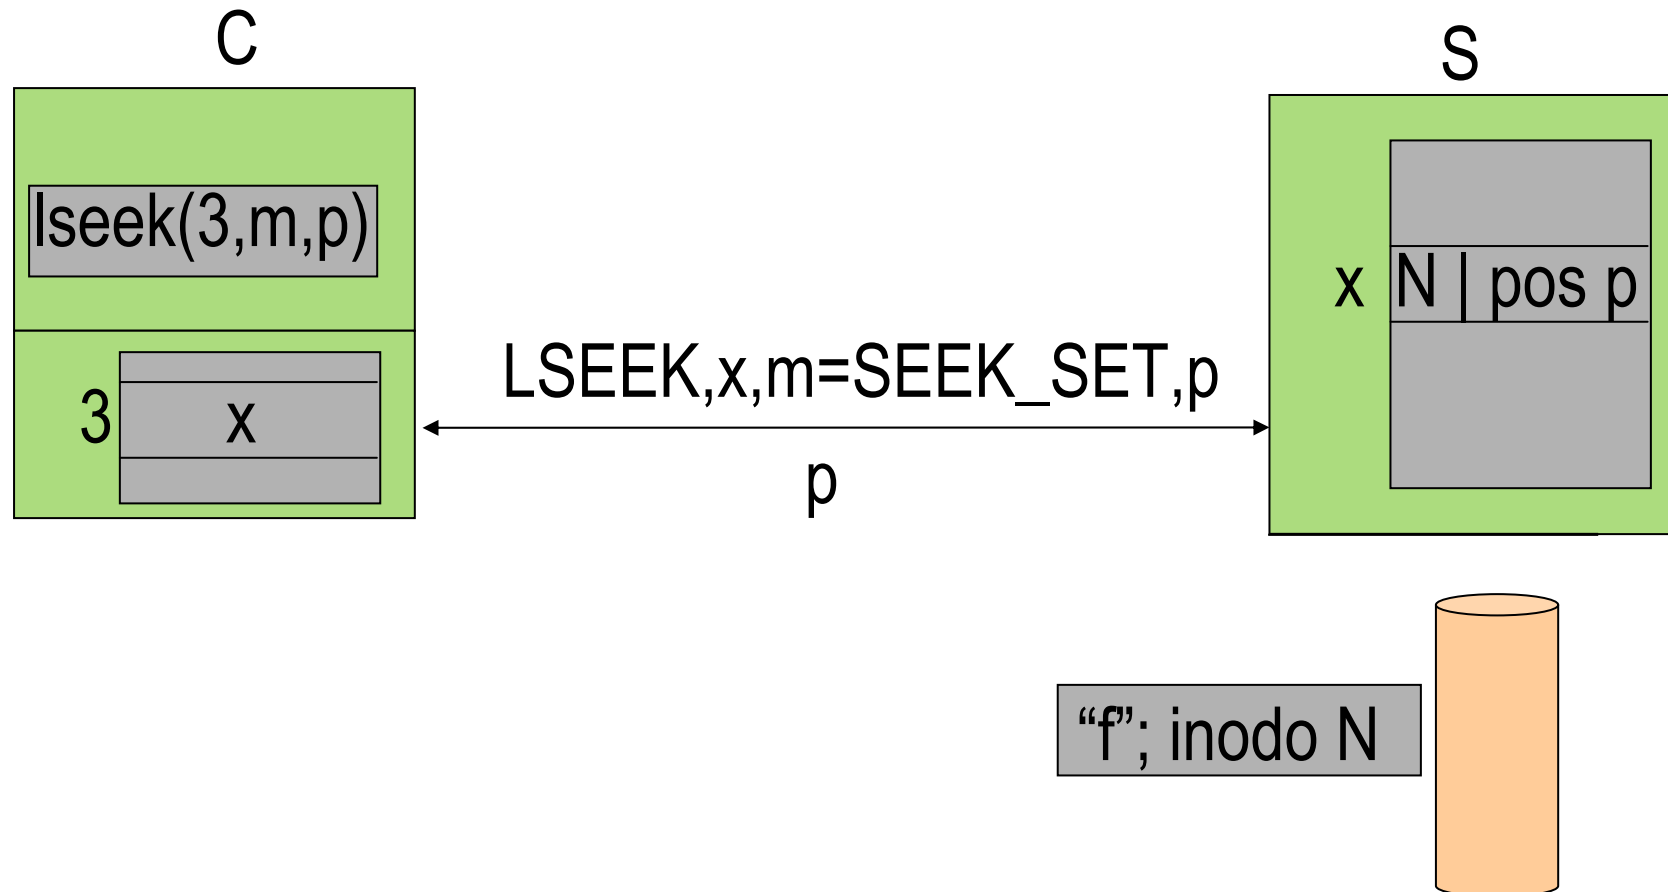 C
S
lseek(3,m,p)
x N | pos p
LSEEK,x,m=SEEK_SET,p
3 x
p
“f”; inodo N